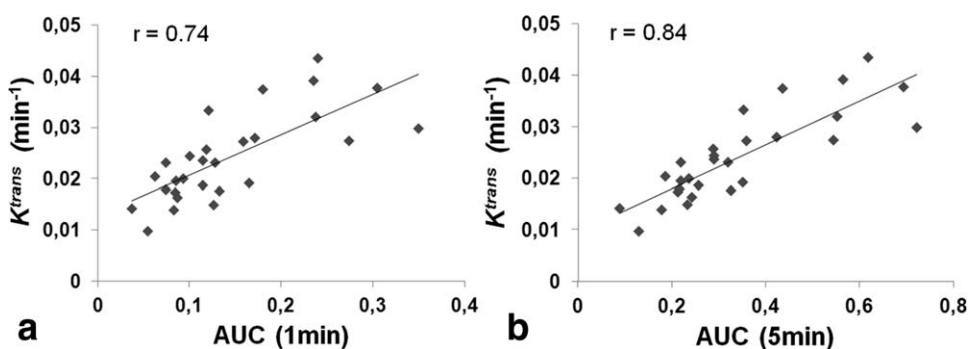 r = 0.74
K^trans (min⁻¹)
0,05
0,04
0,03
0,02
0,01
0
0 0,1 0,2 0,3 0,4
a
AUC (1min)
r = 0.84
K^trans (min⁻¹)
0,05
0,04
0,03
0,02
0,01
0
0 0,2 0,4 0,6 0,8
b
AUC (5min)